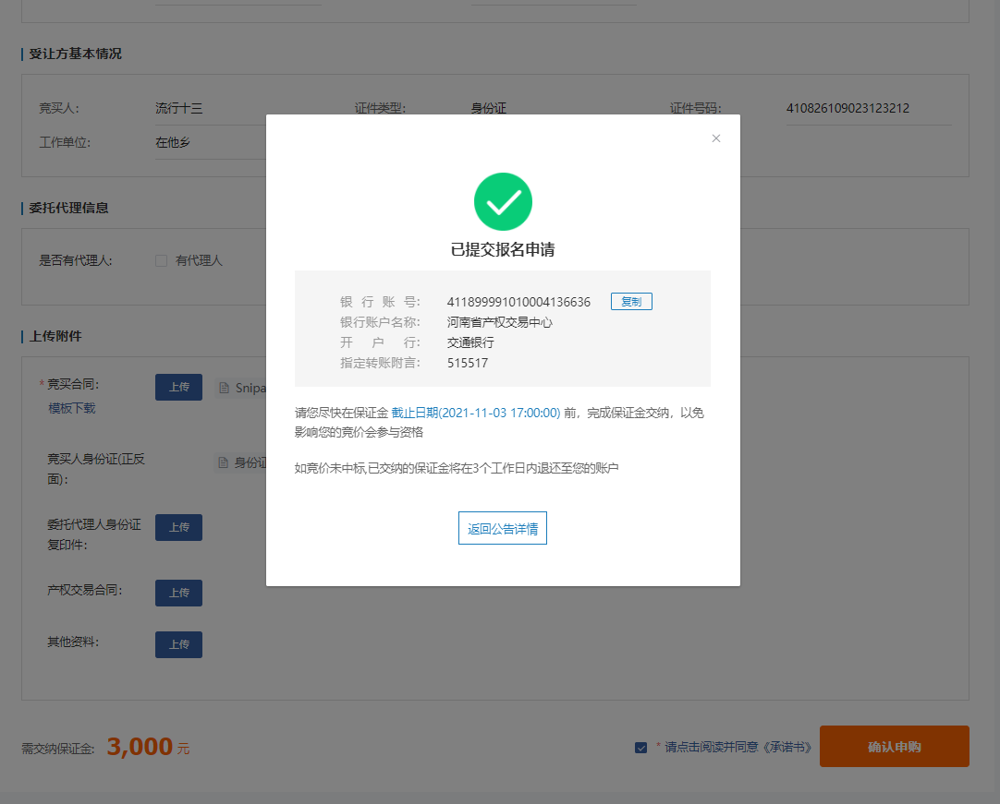 受让方基本情况
竞买人: 流行十三 证件类型: 身份证 证件号码: 410826109023123212
工作单位: 在他乡
委托代理信息
是否有代理人: 有代理人
上传附件
* 竞买合同: 上传 Snipa
模板下载
竞买人身份证(正反 身份证
面):
委托代理人身份证 上传
复印件:
产权交易合同: 上传
其他资料: 上传
需交纳保证金: 3,000 元 * 请点击阅读并同意《承诺书》 确认申购
×
已提交报名申请
银行账号: 411899991010004136636 复制
银行账户名称: 河南省产权交易中心
开户行: 交通银行
指定转账附言: 515517
请您尽快在保证金 截止日期(2021-11-03 17:00:00) 前，完成保证金交纳，以免
影响您的竞价会参与资格
如竞价未中标,已交纳的保证金将在3个工作日内退还至您的账户
返回公告详情